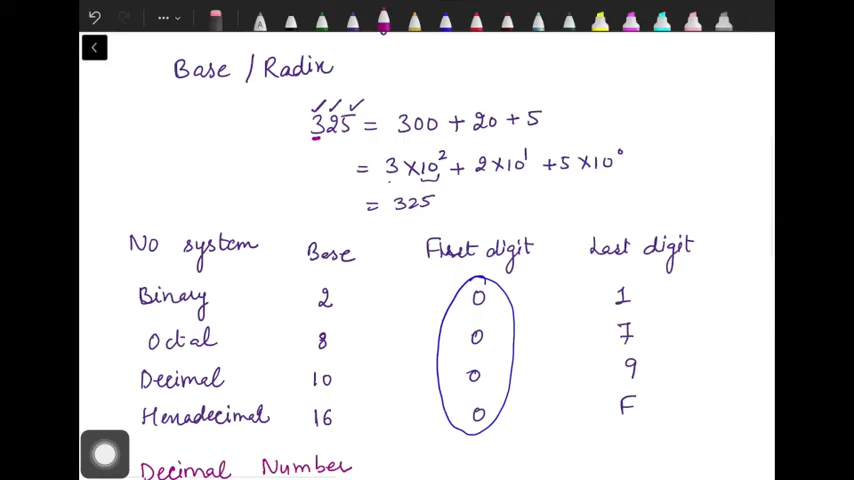 Base / Radix
325 = 300 + 20 + 5
= 3 × 10² + 2 × 10¹ + 5 × 10⁰
= 325
No system Base First digit Last digit
Binary 2 0 1
Octal 8 0 7
Decimal 10 0 9
Hexadecimal 16 0 F
Decimal Number